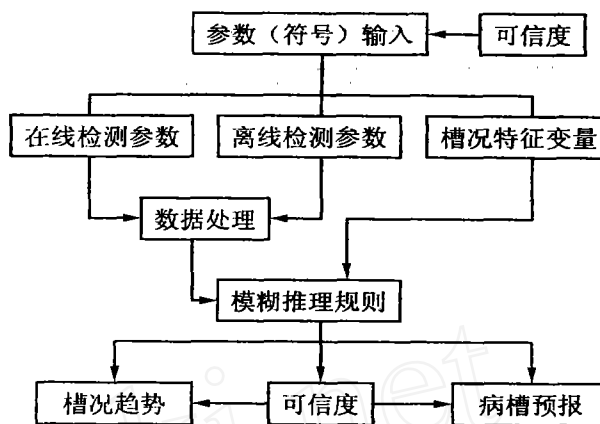 参数（符号）输入
可信度
在线检测参数
离线检测参数
槽况特征变量
数据处理
模糊推理规则
槽况趋势
可信度
病槽预报